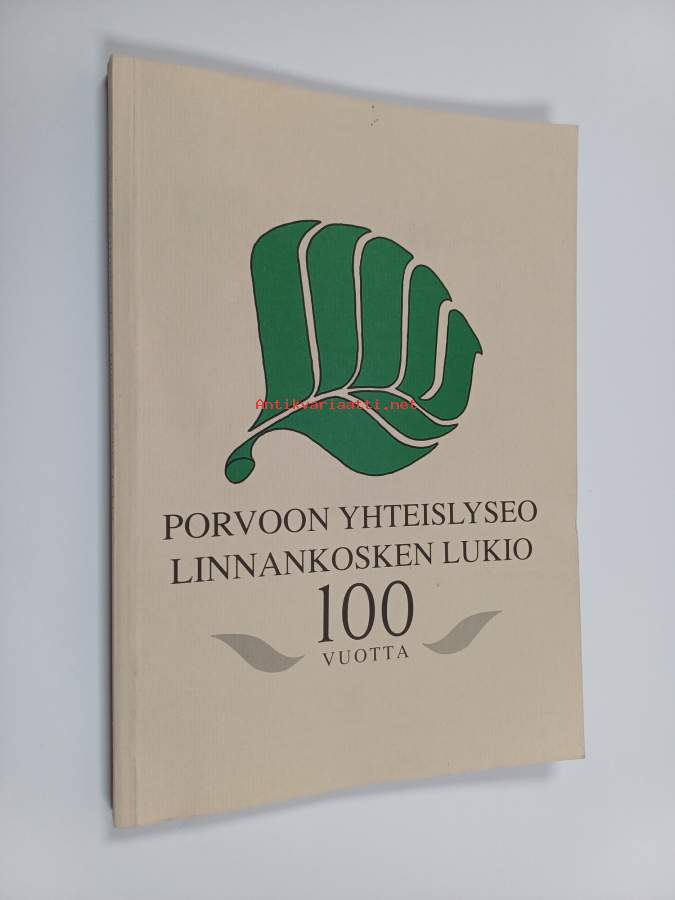 Antikvariaatti.net
PORVOON YHTEISLYSEO
LINNANKOSKEN LUKIO
100
VUOTTA